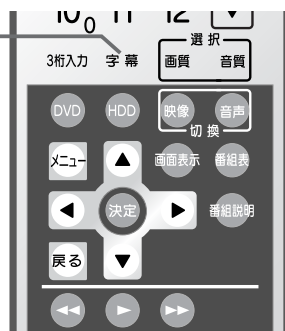 10 0 11 12
選択
3桁入力 字幕 画質 音質
DVD HDD 映像 音声
切換
メニュー 画面表示 番組表
決定 番組説明
戻る